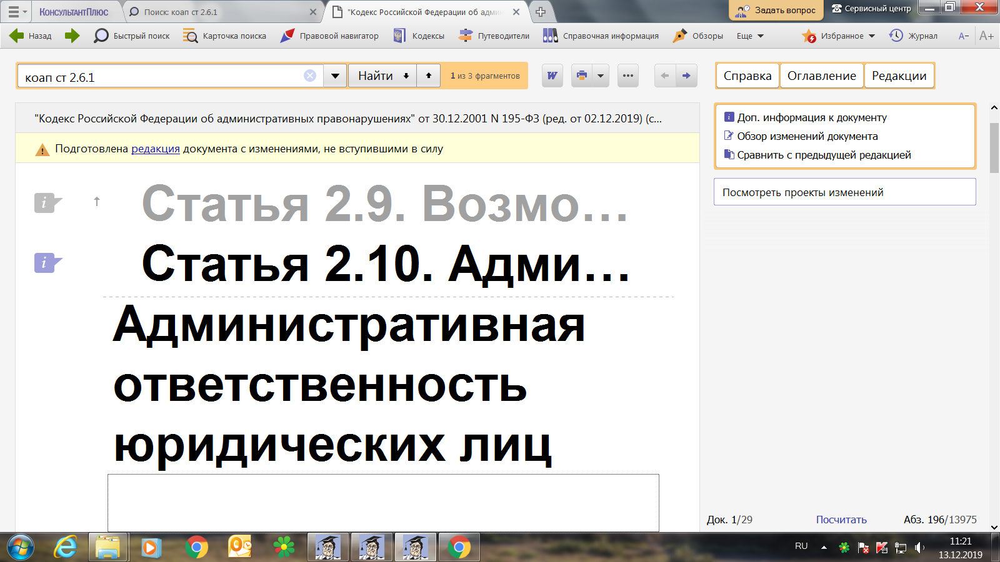 КонсультантПлюс
Поиск: коап ст 2.6.1
"Кодекс Российской Федерации об админ
Задать вопрос
Сервисный центр
Назад
Быстрый поиск
Карточка поиска
Правовой навигатор
Кодексы
Путеводители
Справочная информация
Обзоры
Еще
Избранное
Журнал
A−
A+
коап ст 2.6.1
Найти
1 из 3 фрагментов
W
Справка
Оглавление
Редакции
"Кодекс Российской Федерации об административных правонарушениях" от 30.12.2001 N 195-ФЗ (ред. от 02.12.2019) (с...
Подготовлена редакция документа с изменениями, не вступившими в силу
Доп. информация к документу
Обзор изменений документа
Сравнить с предыдущей редакцией
Посмотреть проекты изменений
i
Статья 2.9. Возмо…
i
Статья 2.10. Адми…
Административная
ответственность
юридических лиц
Док. 1/29
Посчитать
Абз. 196/13975
RU
11:21
13.12.2019